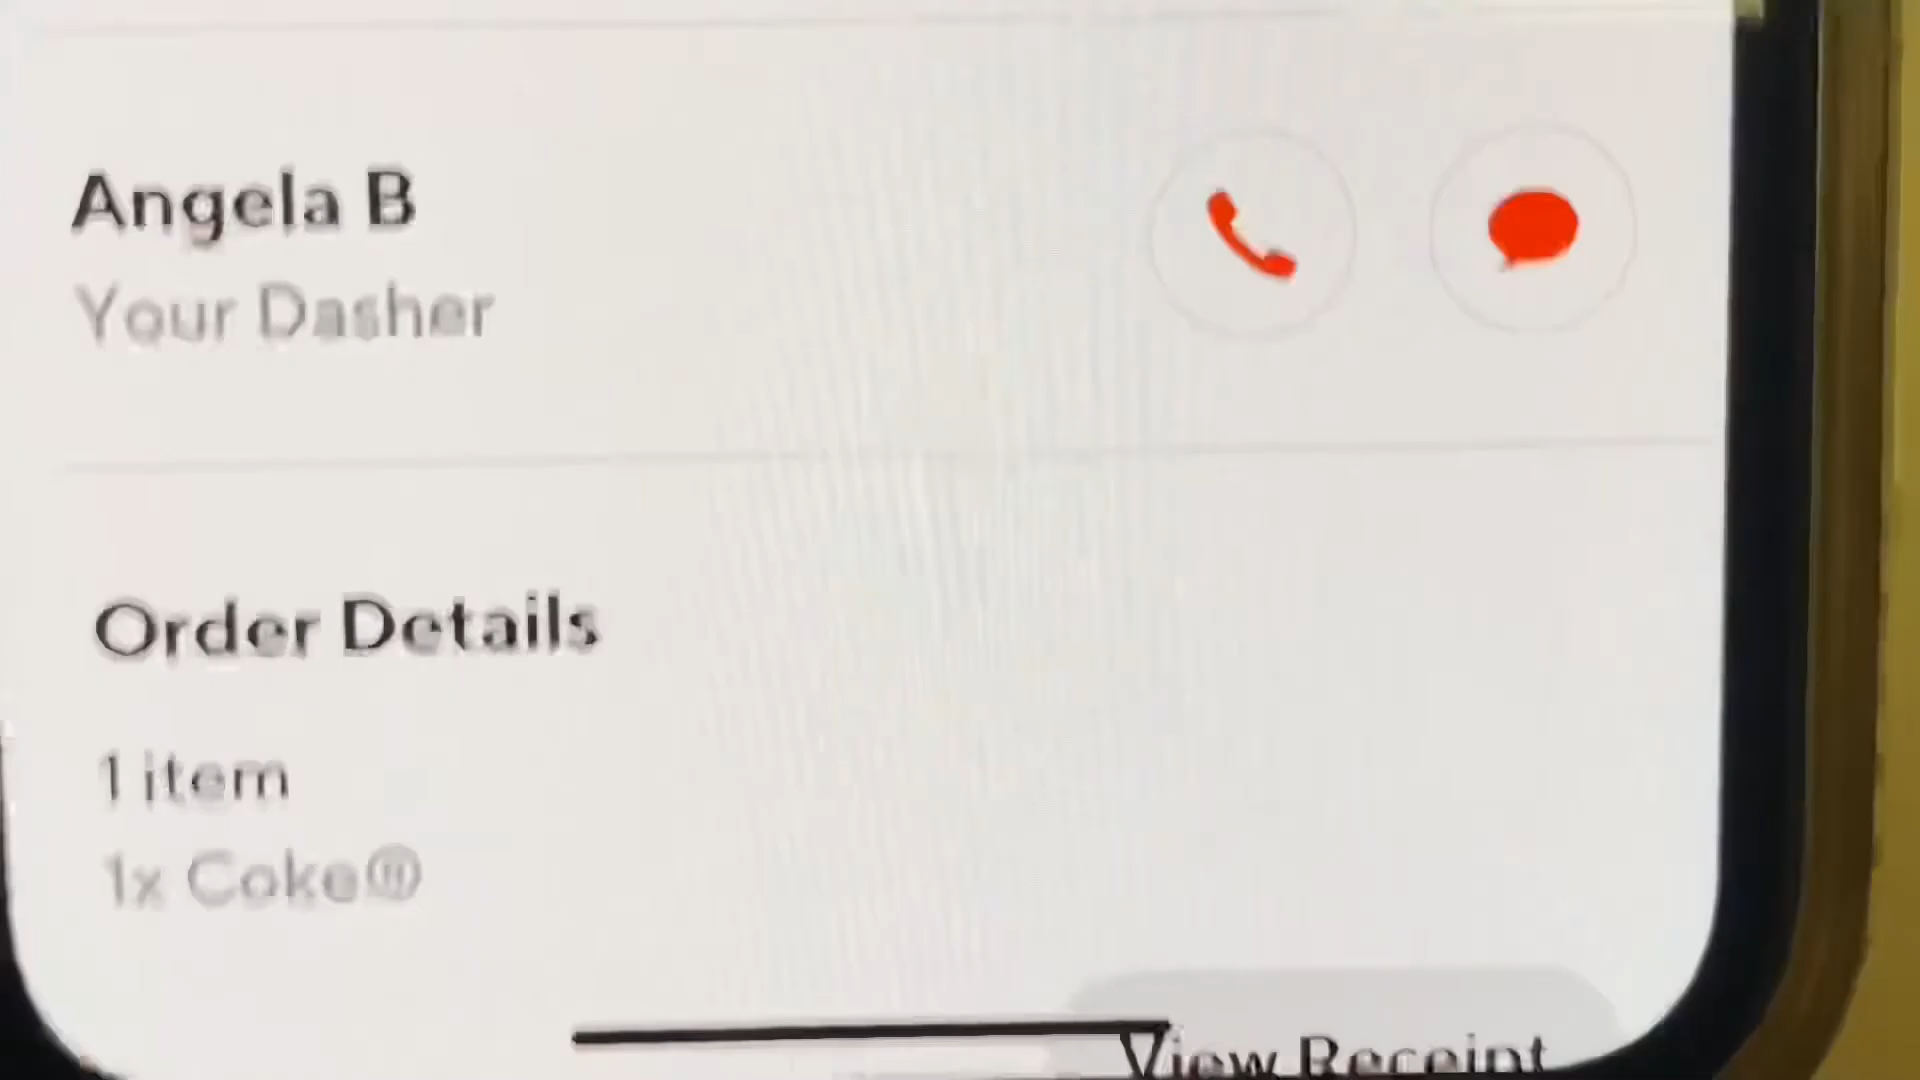 Angela B
Your Dasher
Order Details
1 item
1x Coke®
View Receipt